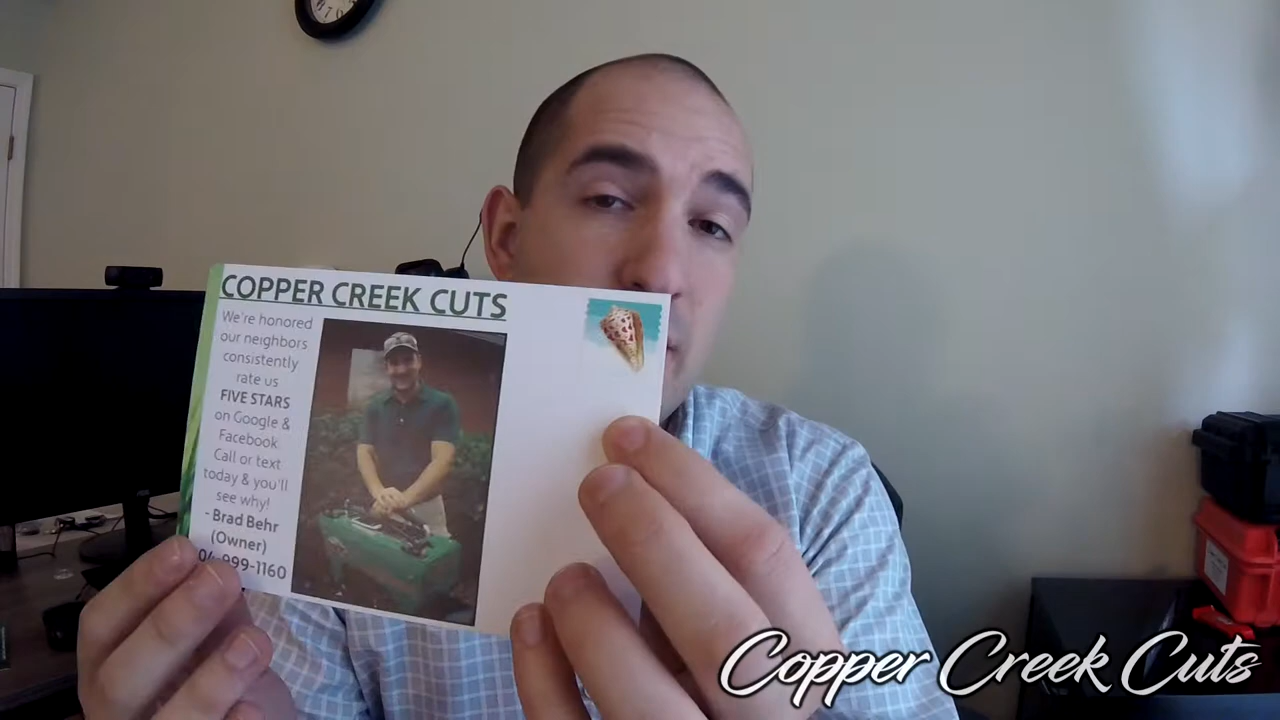 COPPER CREEK CUTS
We're honored
our neighbors
consistently
rate us
FIVE STARS
on Google &
Facebook.
Call or text
today & you'll
see why!
- Brad Behr
(Owner)
999-1160
Copper Creek Cuts